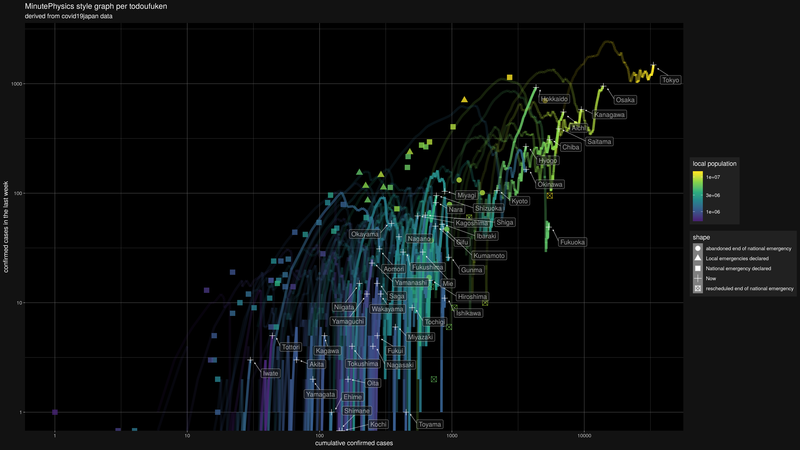 MinutePhysics style graph per todoufuken
derived from covid19japan data
confirmed cases in the last week
1000
100
10
1
Tokyo
Hokkaido
Osaka
Kanagawa
Aichi
Saitama
Chiba
Hyogo
Okinawa
Miyagi
Kyoto
Nara
Shizuoka
Kagoshima
Shiga
Okayama
Nagano
Ibaraki
Gifu
Fukuoka
Kumamoto
Aomori
Fukushima
Gunma
Yamanashi
Mie
Saga
Hiroshima
Niigata
Wakayama
Ishikawa
Yamaguchi
Tochigi
Miyazaki
Tottori
Kagawa
Fukui
Iwate
Akita
Tokushima
Nagasaki
Oita
Yamagata
Ehime
Shimane
Kochi
Toyama
1
10
100
1000
10000
cumulative confirmed cases
local population
1e+07
3e+06
1e+06
shape
abandoned end of national emergency
Local emergencies declared
National emergency declared
Now
rescheduled end of national emergency